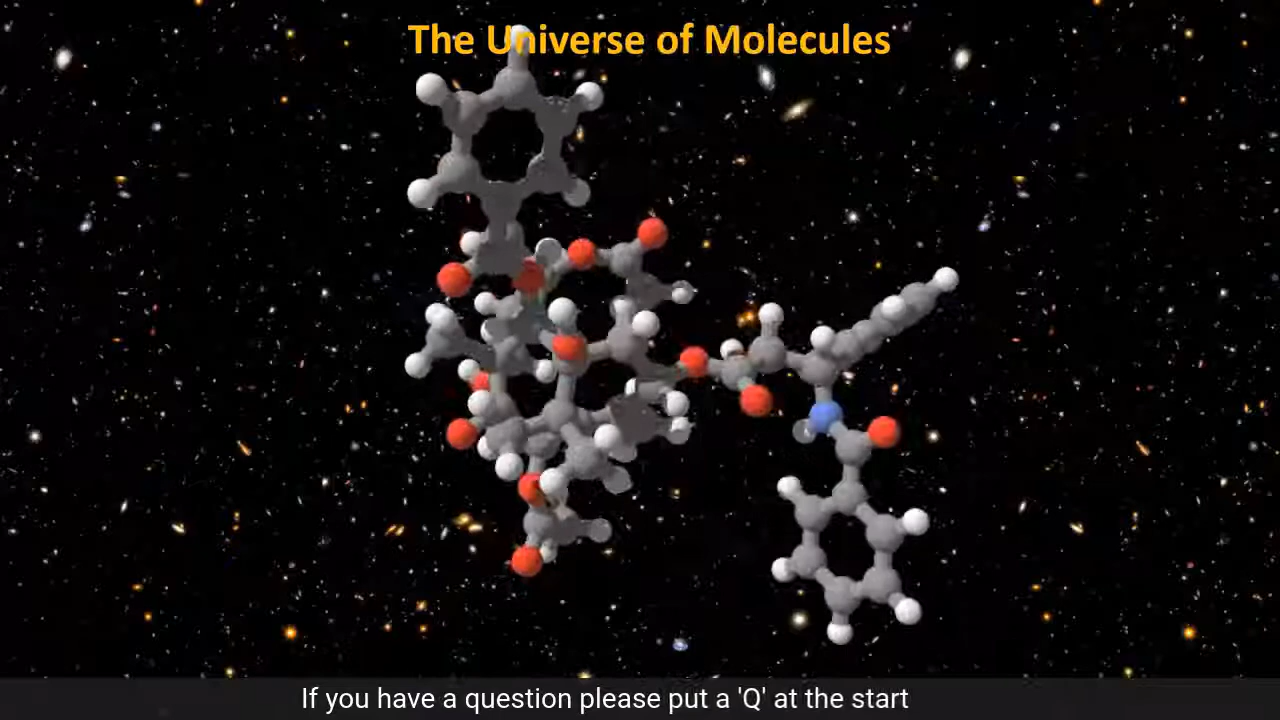 The Universe of Molecules
If you have a question please put a 'Q' at the start